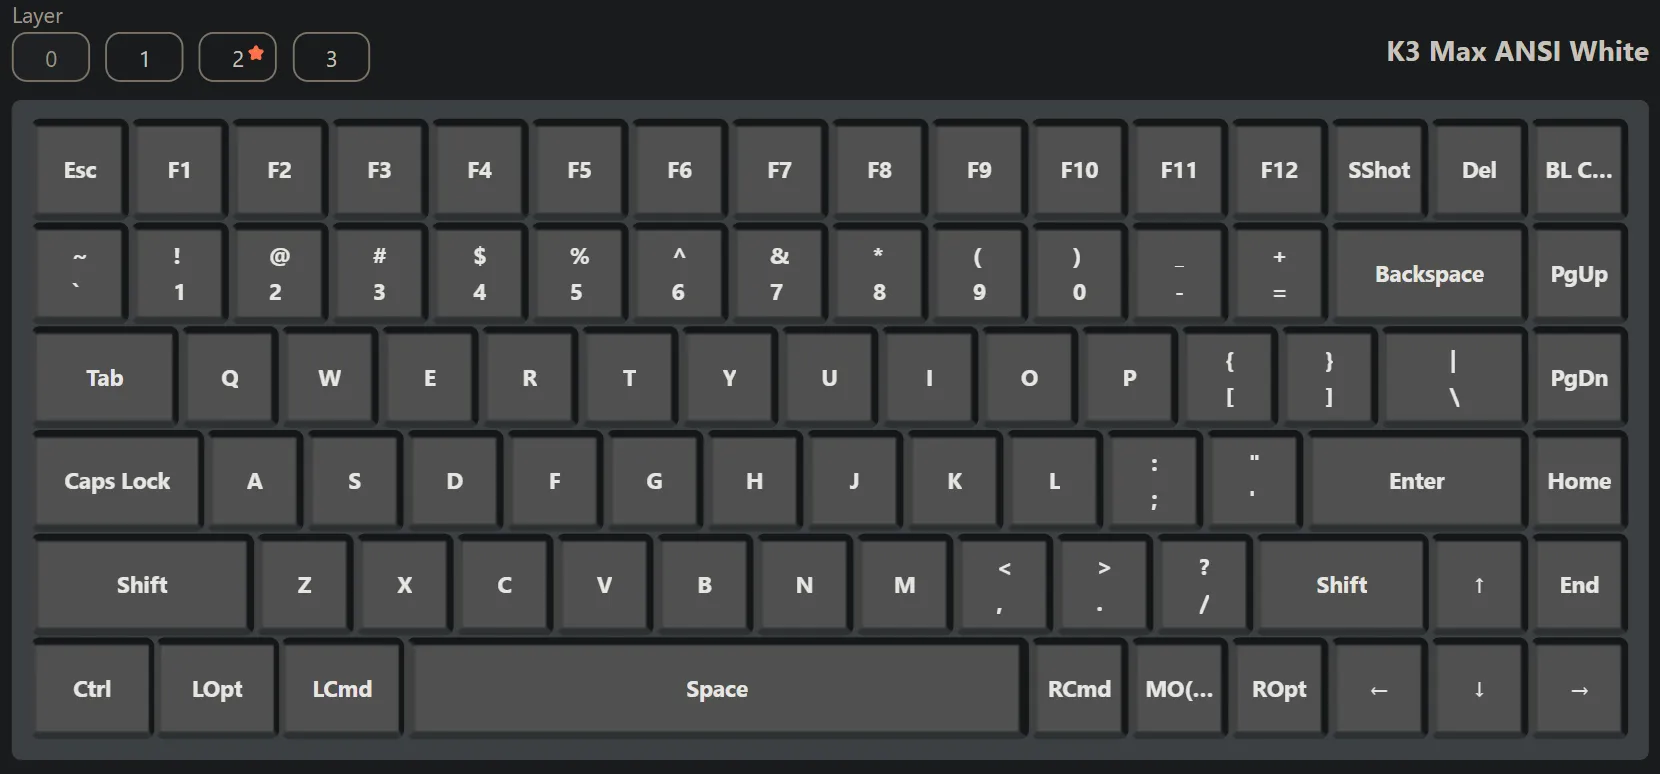 Layer
0 1 2 3
K3 Max ANSI White
Esc F1 F2 F3 F4 F5 F6 F7 F8 F9 F10 F11 F12 SShot Del BL C...
~ ! @ # $ % ^ & * ( ) _ +
` 1 2 3 4 5 6 7 8 9 0 - = Backspace PgUp
Tab Q W E R T Y U I O P { } | PgDn
[ ] \
Caps Lock A S D F G H J K L : " Enter Home
; '
Shift Z X C V B N M < > ? Shift ↑ End
, . /
Ctrl LOpt LCmd Space RCmd MO(... ROpt ← ↓ →